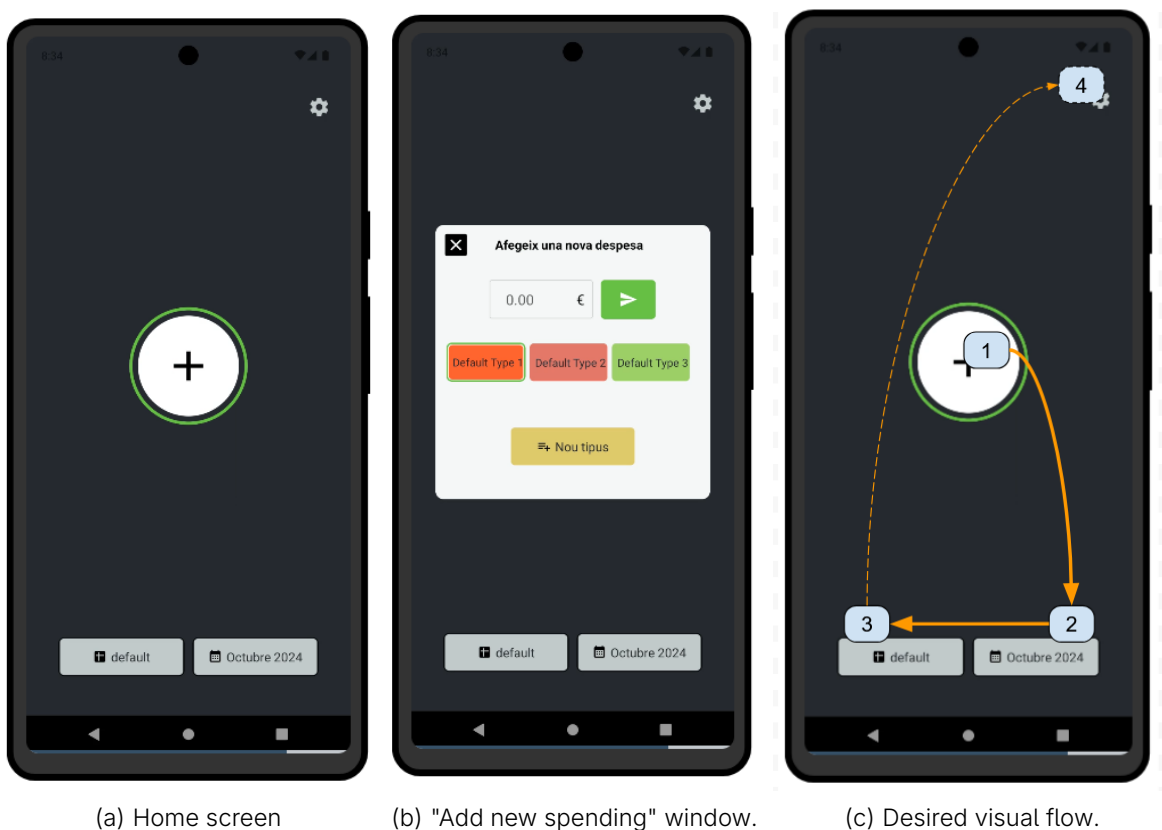 8:34
+
default
Octubre 2024
(a) Home screen
8:34
Afegeix una nova despesa
0.00 €
Default Type 1 Default Type 2 Default Type 3
Nou tipus
default
Octubre 2024
(b) "Add new spending" window.
8:34
4
1
3
2
default
Octubre 2024
(c) Desired visual flow.